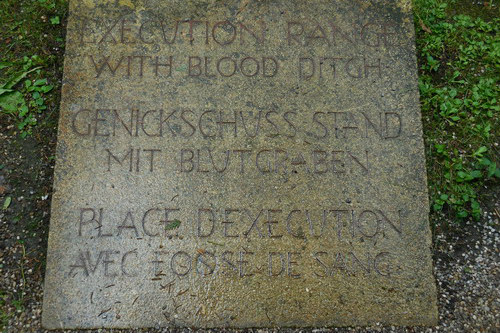 EXECUTION RANGE
WITH BLOOD DITCH
GENICKSCHUSS STAND
MIT BLUTGRABEN
PLACE D'EXECUTION
AVEC FOSSE DE SANG